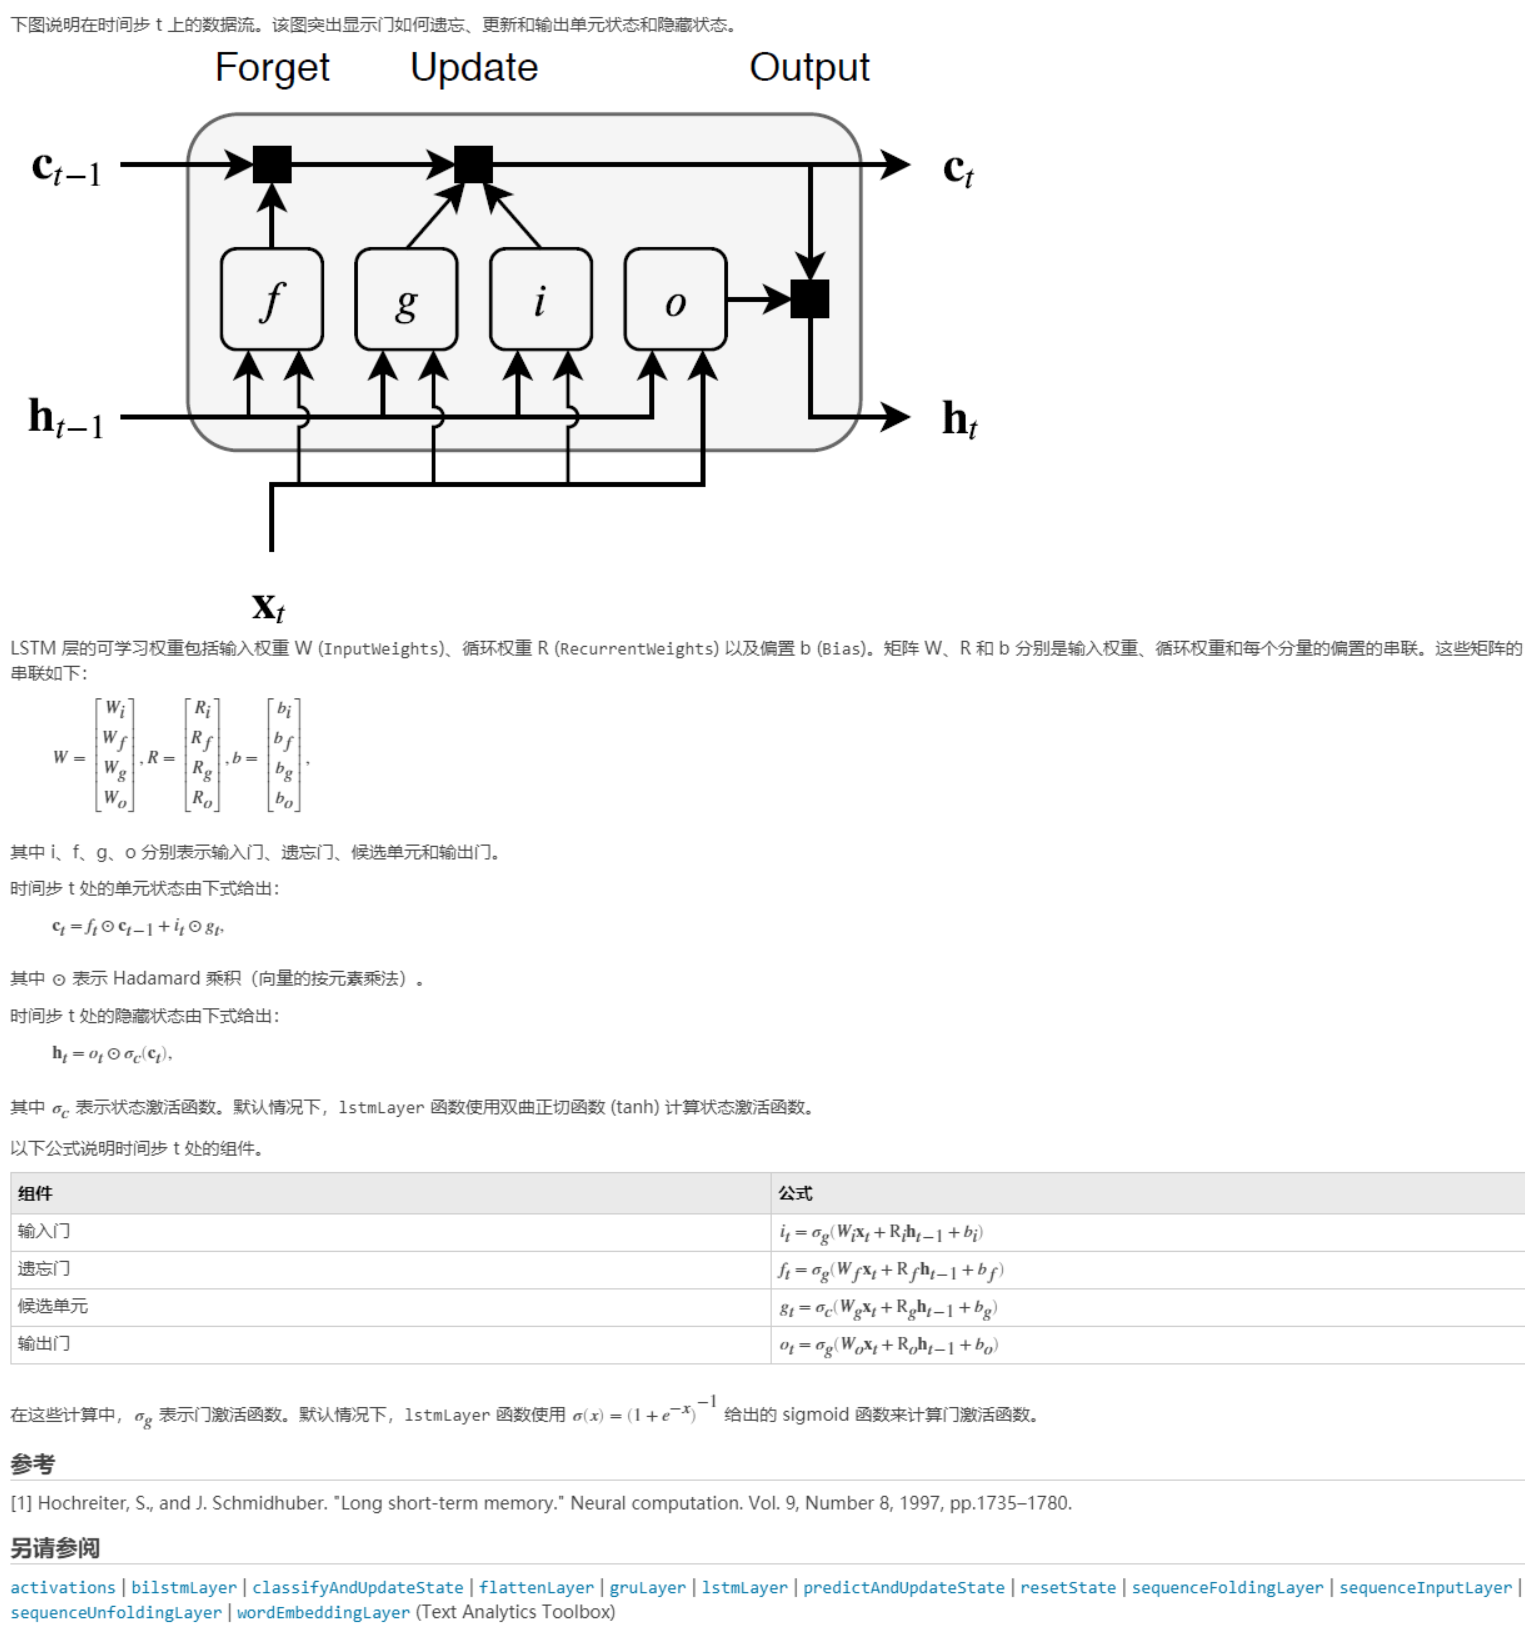 下图说明在时间步 t 上的数据流。该图突出显示门如何遗忘、更新和输出单元状态和隐藏状态。
Forget Update Output
c_{t−1} c_t
f g i o
h_{t−1} h_t
x_t
LSTM 层的可学习权重包括输入权重 W (InputWeights)、循环权重 R (RecurrentWeights) 以及偏置 b (Bias)。矩阵 W、R 和 b 分别是输入权重、循环权重和每个分量的偏置的串联。这些矩阵的
串联如下：
W = [W_i W_f W_g W_o], R = [R_i R_f R_g R_o], b = [b_i b_f b_g b_o],
其中 i、f、g、o 分别表示输入门、遗忘门、候选单元和输出门。
时间步 t 处的单元状态由下式给出：
c_t = f_t ⊙ c_{t−1} + i_t ⊙ g_t,
其中 ⊙ 表示 Hadamard 乘积（向量的按元素乘法）。
时间步 t 处的隐藏状态由下式给出：
h_t = o_t ⊙ σ_c(c_t),
其中 σ_c 表示状态激活函数。默认情况下，lstmLayer 函数使用双曲正切函数 (tanh) 计算状态激活函数。
以下公式说明时间步 t 处的组件。
组件 公式
输入门 i_t = σ_g(W_i x_t + R_i h_{t−1} + b_i)
遗忘门 f_t = σ_g(W_f x_t + R_f h_{t−1} + b_f)
候选单元 g_t = σ_c(W_g x_t + R_g h_{t−1} + b_g)
输出门 o_t = σ_g(W_o x_t + R_o h_{t−1} + b_o)
在这些计算中，σ_g 表示门激活函数。默认情况下，lstmLayer 函数使用 σ(x) = (1 + e^{−x})^{−1} 给出的 sigmoid 函数来计算门激活函数。
参考
[1] Hochreiter, S., and J. Schmidhuber. "Long short-term memory." Neural computation. Vol. 9, Number 8, 1997, pp.1735–1780.
另请参阅
activations | bilstmLayer | classifyAndUpdateState | flattenLayer | gruLayer | lstmLayer | predictAndUpdateState | resetState | sequenceFoldingLayer | sequenceInputLayer |
sequenceUnfoldingLayer | wordEmbeddingLayer (Text Analytics Toolbox)